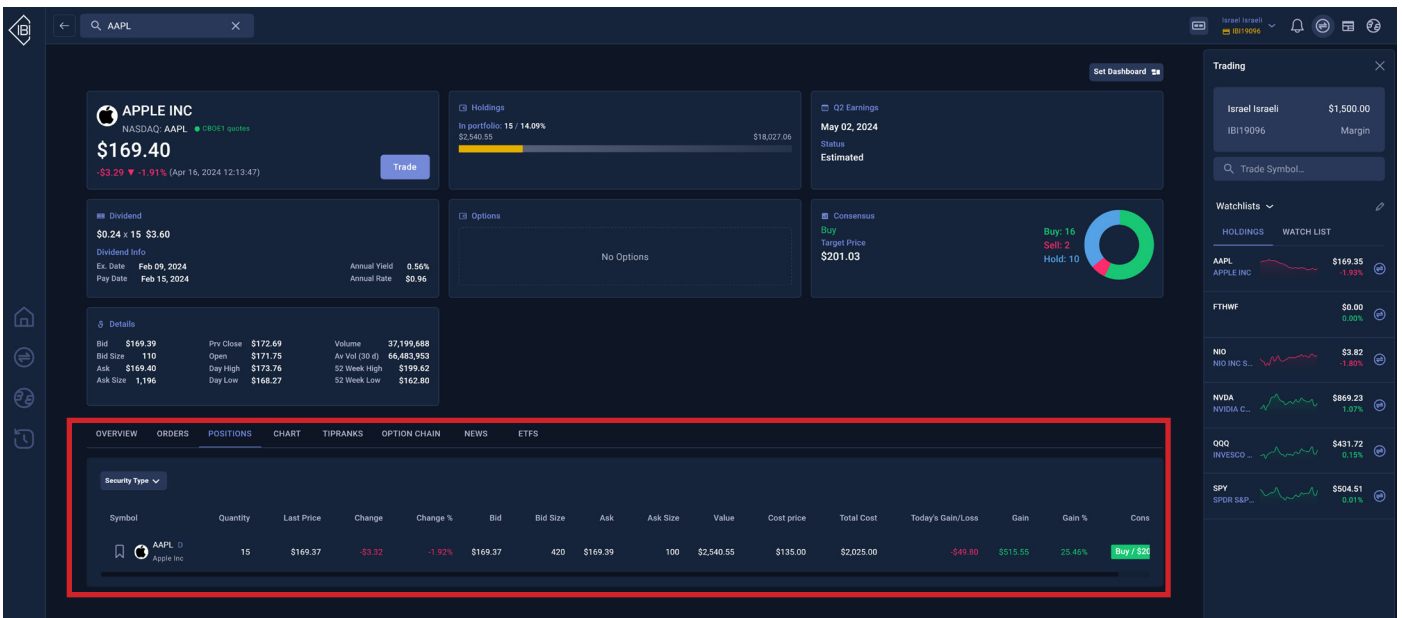 IBI
AAPL
Israel Israeli
IBI19096
Set Dashboard
APPLE INC
NASDAQ: AAPL CBOE1 quotes
$169.40
-$3.29 ▼ -1.91% (Apr 16, 2024 12:13:47)
Trade
Holdings
In portfolio: 15 / 14.09%
$2,540.55 $18,027.06
Q2 Earnings
May 02, 2024
Status
Estimated
Dividend
$0.24 x 15 $3.60
Dividend Info
Ex. Date Feb 09, 2024 Annual Yield 0.56%
Pay Date Feb 15, 2024 Annual Rate $0.96
Options
No Options
Consensus
Buy
Target Price
$201.03
Buy: 16
Sell: 2
Hold: 10
Details
Bid $169.39 Prv Close $172.69 Volume 37,199,688
Bid Size 110 Open $171.75 Av Vol (30 d) 66,483,953
Ask $169.40 Day High $173.76 52 Week High $199.62
Ask Size 1,196 Day Low $168.27 52 Week Low $162.80
OVERVIEW ORDERS POSITIONS CHART TIPRANKS OPTION CHAIN NEWS ETFS
Security Type
Symbol Quantity Last Price Change Change % Bid Bid Size Ask Ask Size Value Cost price Total Cost Today's Gain/Loss Gain Gain % Cons
AAPL D 15 $169.37 -$3.32 -1.92% $169.37 420 $169.39 100 $2,540.55 $135.00 $2,025.00 -$49.80 $515.55 25.46% Buy / $20
Apple Inc
Trading
Israel Israeli $1,500.00
IBI19096 Margin
Trade Symbol...
Watchlists
HOLDINGS WATCH LIST
AAPL $169.35
APPLE INC -1.93%
FTHWF $0.00
0.00%
NIO $3.82
NIO INC S... -1.80%
NVDA $869.23
NVIDIA C... 1.07%
QQQ $431.72
INVESCO ... 0.15%
SPY $504.51
SPDR S&P... 0.01%